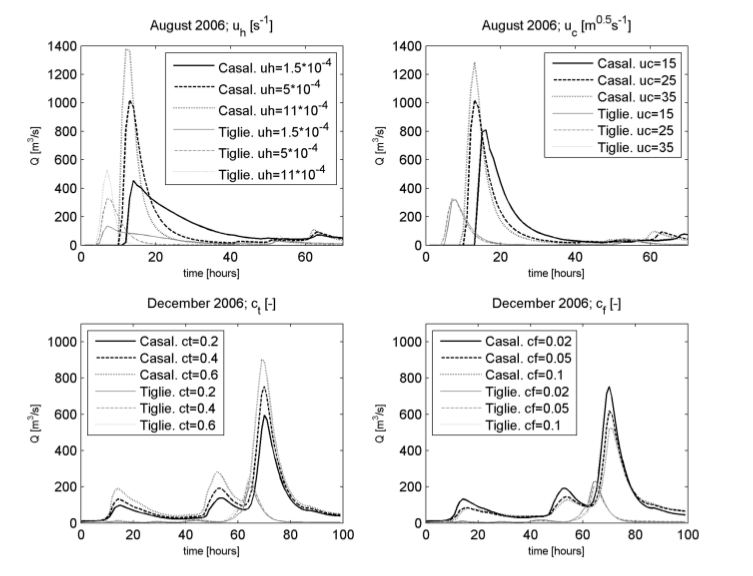 August 2006; u_h [s^-1]
1400
1200
1000
800
600
400
200
0
Q [m^3/s]
Casal. uh=1.5*10^-4
Casal. uh=5*10^-4
Casal. uh=11*10^-4
Tiglie. uh=1.5*10^-4
Tiglie. uh=5*10^-4
Tiglie. uh=11*10^-4
0 20 40 60
time [hours]
August 2006; u_c [m^0.5s^-1]
1400
1200
1000
800
600
400
200
0
Q [m^3/s]
Casal. uc=15
Casal. uc=25
Casal. uc=35
Tiglie. uc=15
Tiglie. uc=25
Tiglie. uc=35
0 20 40 60
time [hours]
December 2006; c_t [-]
1000
800
600
400
200
0
Q [m^3/s]
Casal. ct=0.2
Casal. ct=0.4
Casal. ct=0.6
Tiglie. ct=0.2
Tiglie. ct=0.4
Tiglie. ct=0.6
0 20 40 60 80 100
time [hours]
December 2006; c_f [-]
1000
800
600
400
200
0
Q [m^3/s]
Casal. cf=0.02
Casal. cf=0.05
Casal. cf=0.1
Tiglie. cf=0.02
Tiglie. cf=0.05
Tiglie. cf=0.1
0 20 40 60 80 100
time [hours]